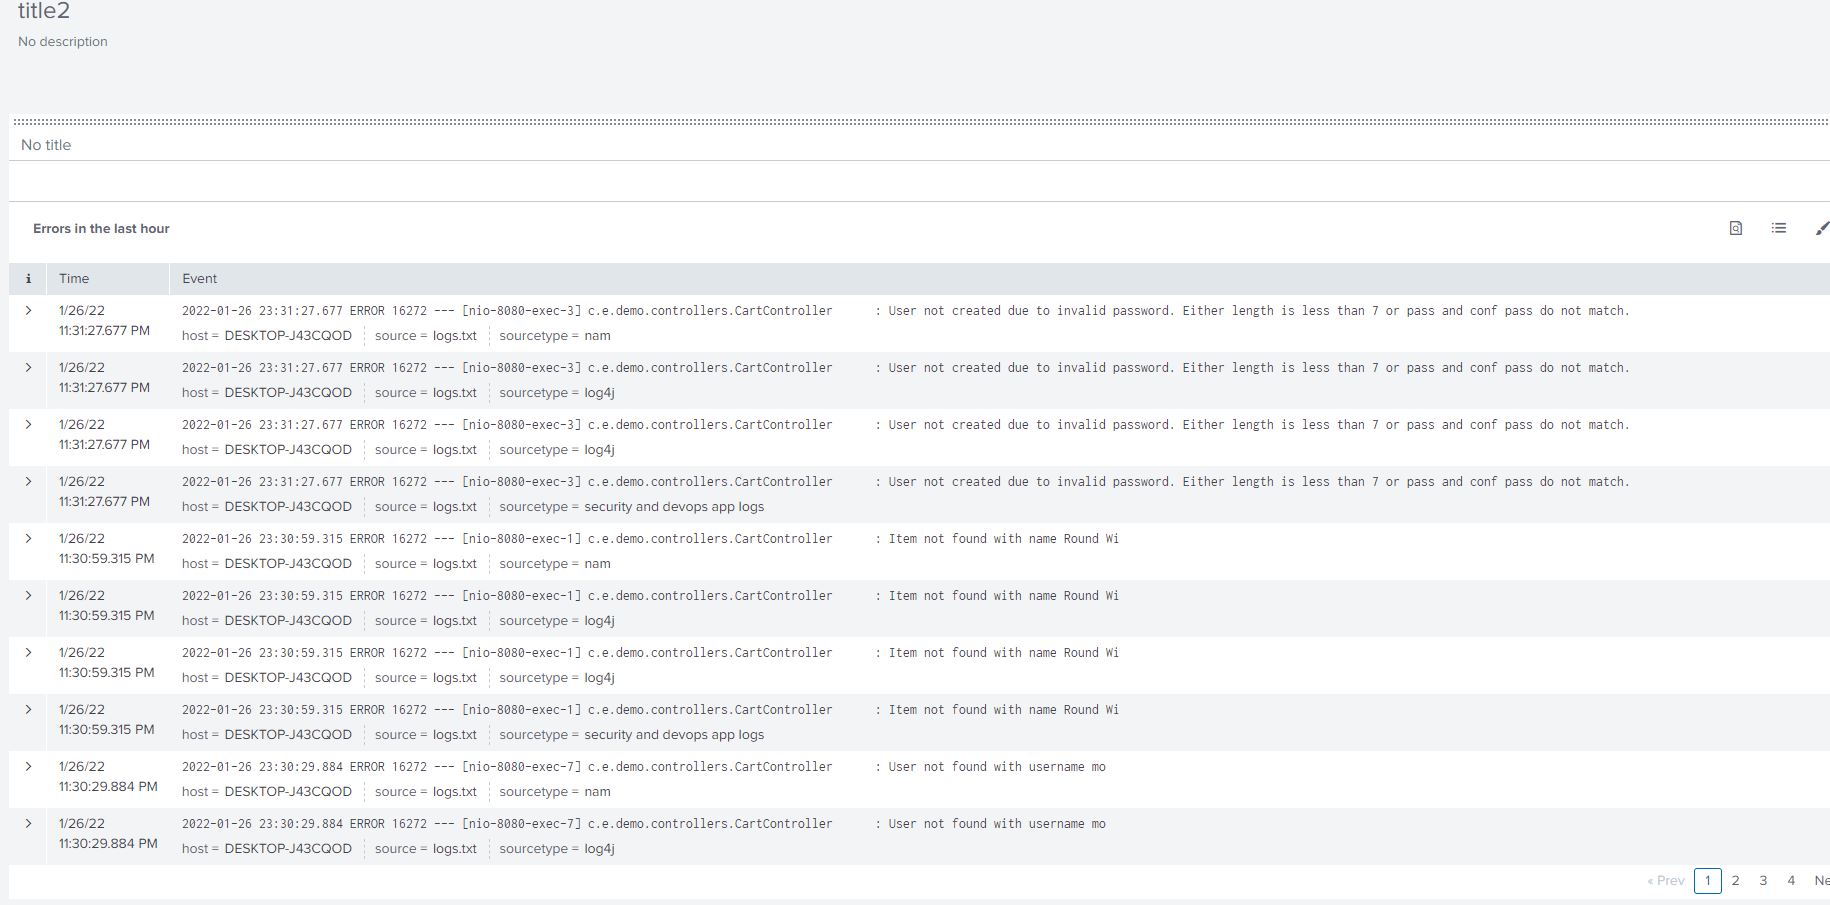 title2
No description
No title
Errors in the last hour
i Time Event
1/26/22 2022-01-26 23:31:27.677 ERROR 16272 --- [nio-8080-exec-3] c.e.demo.controllers.CartController : User not created due to invalid password. Either length is less than 7 or pass and conf pass do not match.
11:31:27.677 PM host = DESKTOP-J43CQOD source = logs.txt sourcetype = nam
1/26/22 2022-01-26 23:31:27.677 ERROR 16272 --- [nio-8080-exec-3] c.e.demo.controllers.CartController : User not created due to invalid password. Either length is less than 7 or pass and conf pass do not match.
11:31:27.677 PM host = DESKTOP-J43CQOD source = logs.txt sourcetype = log4j
1/26/22 2022-01-26 23:31:27.677 ERROR 16272 --- [nio-8080-exec-3] c.e.demo.controllers.CartController : User not created due to invalid password. Either length is less than 7 or pass and conf pass do not match.
11:31:27.677 PM host = DESKTOP-J43CQOD source = logs.txt sourcetype = log4j
1/26/22 2022-01-26 23:31:27.677 ERROR 16272 --- [nio-8080-exec-3] c.e.demo.controllers.CartController : User not created due to invalid password. Either length is less than 7 or pass and conf pass do not match.
11:31:27.677 PM host = DESKTOP-J43CQOD source = logs.txt sourcetype = security and devops app logs
1/26/22 2022-01-26 23:30:59.315 ERROR 16272 --- [nio-8080-exec-1] c.e.demo.controllers.CartController : Item not found with name Round Wi
11:30:59.315 PM host = DESKTOP-J43CQOD source = logs.txt sourcetype = nam
1/26/22 2022-01-26 23:30:59.315 ERROR 16272 --- [nio-8080-exec-1] c.e.demo.controllers.CartController : Item not found with name Round Wi
11:30:59.315 PM host = DESKTOP-J43CQOD source = logs.txt sourcetype = log4j
1/26/22 2022-01-26 23:30:59.315 ERROR 16272 --- [nio-8080-exec-1] c.e.demo.controllers.CartController : Item not found with name Round Wi
11:30:59.315 PM host = DESKTOP-J43CQOD source = logs.txt sourcetype = log4j
1/26/22 2022-01-26 23:30:59.315 ERROR 16272 --- [nio-8080-exec-1] c.e.demo.controllers.CartController : Item not found with name Round Wi
11:30:59.315 PM host = DESKTOP-J43CQOD source = logs.txt sourcetype = security and devops app logs
1/26/22 2022-01-26 23:30:29.884 ERROR 16272 --- [nio-8080-exec-7] c.e.demo.controllers.CartController : User not found with username mo
11:30:29.884 PM host = DESKTOP-J43CQOD source = logs.txt sourcetype = nam
1/26/22 2022-01-26 23:30:29.884 ERROR 16272 --- [nio-8080-exec-7] c.e.demo.controllers.CartController : User not found with username mo
11:30:29.884 PM host = DESKTOP-J43CQOD source = logs.txt sourcetype = log4j
« Prev 1 2 3 4 Ne